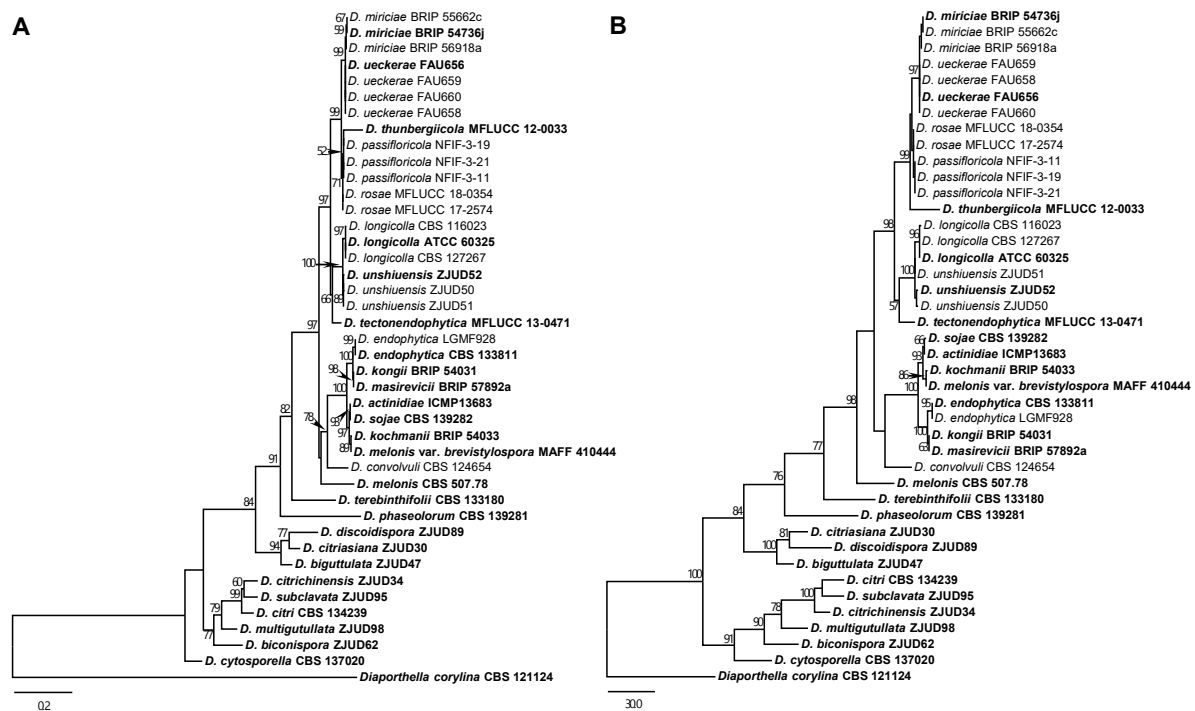 A
67
D. miriciae BRIP 55662c
59
D. miriciae BRIP 54736j
D. miriciae BRIP 56918a
99
D. ueckerae FAU656
D. ueckerae FAU659
D. ueckerae FAU660
99
D. ueckerae FAU658
D. thunbergiicola MFLUCC 12-0033
D. passifloricola NFIF-3-19
52
D. passifloricola NFIF-3-21
D. passifloricola NFIF-3-11
71
D. rosae MFLUCC 18-0354
97
D. rosae MFLUCC 17-2574
D. longicolla CBS 116023
97
D. longicolla ATCC 60325
D. longicolla CBS 127267
100
D. unshiuensis ZJUD52
D. unshiuensis ZJUD50
66
89
D. unshiuensis ZJUD51
D. tectonendophytica MFLUCC 13-0471
97
D. endophytica LGMF928
99
D. endophytica CBS 133811
100
D. kongii BRIP 54031
98
D. masirevicii BRIP 57892a
100
D. actinidiae ICMP13683
82
78
93
D. sojae CBS 139282
D. kochmanii BRIP 54033
97
D. melonis var. brevistylospora MAFF 410444
89
D. convolvuli CBS 124654
91
D. melonis CBS 507.78
D. terebinthifolii CBS 133180
84
D. phaseolorum CBS 139281
77
D. discoidispora ZJUD89
94
D. citriasiana ZJUD30
D. biguttulata ZJUD47
60
D. citrichinensis ZJUD34
99
D. subclavata ZJUD95
79
D. citri CBS 134239
D. multigutullata ZJUD98
77
D. biconispora ZJUD62
D. cytosporella CBS 137020
Diaporthella corylina CBS 121124
0.2
B
D. miriciae BRIP 54736j
D. miriciae BRIP 55662c
D. miriciae BRIP 56918a
97
D. ueckerae FAU659
D. ueckerae FAU658
D. ueckerae FAU656
D. ueckerae FAU660
D. rosae MFLUCC 18-0354
D. rosae MFLUCC 17-2574
99
D. passifloricola NFIF-3-11
D. passifloricola NFIF-3-19
D. passifloricola NFIF-3-21
D. thunbergiicola MFLUCC 12-0033
98
D. longicolla CBS 116023
96
D. longicolla CBS 127267
D. longicolla ATCC 60325
100
D. unshiuensis ZJUD51
D. unshiuensis ZJUD52
57
D. unshiuensis ZJUD50
D. tectonendophytica MFLUCC 13-0471
66
D. sojae CBS 139282
93
D. actinidiae ICMP13683
86
D. kochmanii BRIP 54033
100
D. melonis var. brevistylospora MAFF 410444
98
95
D. endophytica CBS 133811
D. endophytica LGMF928
100
D. kongii BRIP 54031
77
63
D. masirevicii BRIP 57892a
D. convolvuli CBS 124654
76
D. melonis CBS 507.78
D. terebinthifolii CBS 133180
84
D. phaseolorum CBS 139281
81
D. citriasiana ZJUD30
100
D. discoidispora ZJUD89
D. biguttulata ZJUD47
100
D. citri CBS 134239
100
D. subclavata ZJUD95
78
D. citrichinensis ZJUD34
90
D. multigutullata ZJUD98
91
D. biconispora ZJUD62
D. cytosporella CBS 137020
Diaporthella corylina CBS 121124
30.0